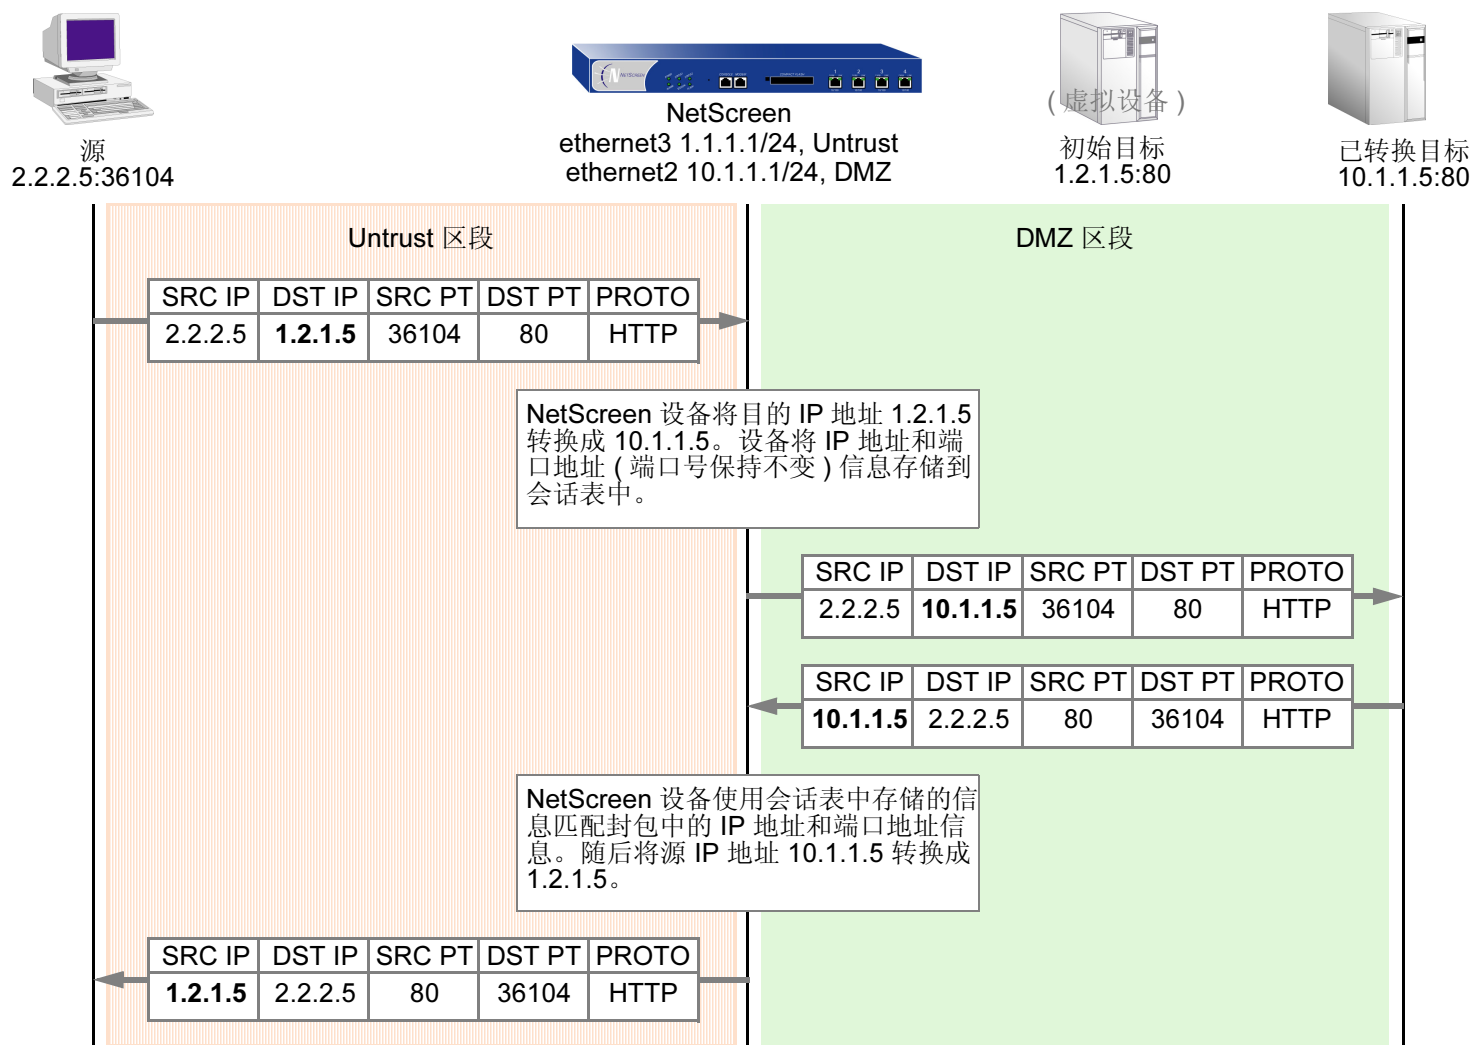 NETSCREEN
( 虚拟设备 )
源
2.2.2.5:36104
NetScreen
ethernet3 1.1.1.1/24, Untrust
ethernet2 10.1.1.1/24, DMZ
初始目标
1.2.1.5:80
已转换目标
10.1.1.5:80
Untrust 区段
DMZ 区段
SRC IP DST IP SRC PT DST PT PROTO
2.2.2.5 1.2.1.5 36104 80 HTTP
NetScreen 设备将目的 IP 地址 1.2.1.5
转换成 10.1.1.5。设备将 IP 地址和端
口地址 ( 端口号保持不变 ) 信息存储到
会话表中。
SRC IP DST IP SRC PT DST PT PROTO
2.2.2.5 10.1.1.5 36104 80 HTTP
SRC IP DST IP SRC PT DST PT PROTO
10.1.1.5 2.2.2.5 80 36104 HTTP
NetScreen 设备使用会话表中存储的信
息匹配封包中的 IP 地址和端口地址信
息。随后将源 IP 地址 10.1.1.5 转换成
1.2.1.5。
SRC IP DST IP SRC PT DST PT PROTO
1.2.1.5 2.2.2.5 80 36104 HTTP